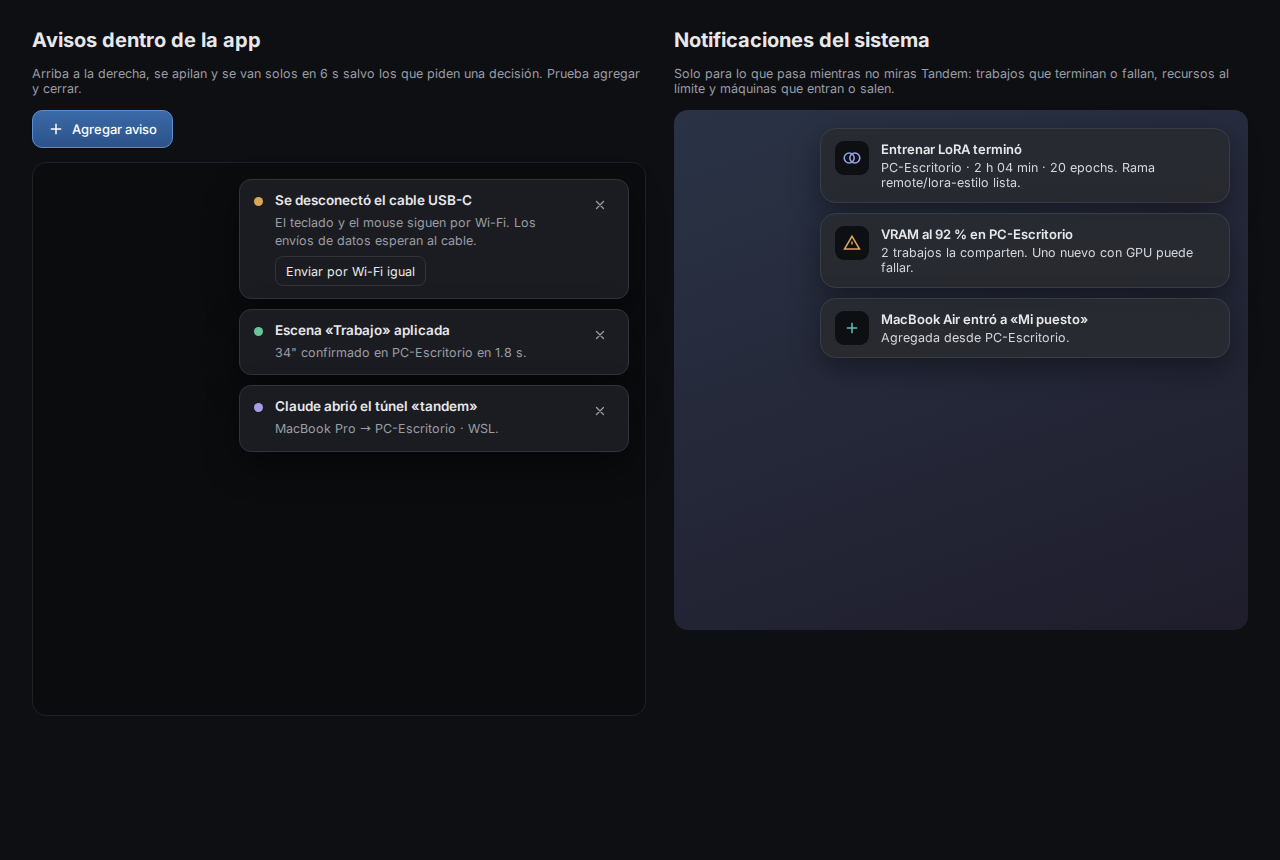 Avisos dentro de la app
Arriba a la derecha, se apilan y se van solos en 6 s salvo los que piden una decisión. Prueba agregar
y cerrar.
Agregar aviso
Se desconectó el cable USB-C
El teclado y el mouse siguen por Wi-Fi. Los
envíos de datos esperan al cable.
Enviar por Wi-Fi igual
Escena «Trabajo» aplicada
34" confirmado en PC-Escritorio en 1.8 s.
Claude abrió el túnel «tandem»
MacBook Pro → PC-Escritorio · WSL.
Notificaciones del sistema
Solo para lo que pasa mientras no miras Tandem: trabajos que terminan o fallan, recursos al
límite y máquinas que entran o salen.
Entrenar LoRA terminó
PC-Escritorio · 2 h 04 min · 20 epochs. Rama
remote/lora-estilo lista.
VRAM al 92 % en PC-Escritorio
2 trabajos la comparten. Uno nuevo con GPU puede
fallar.
MacBook Air entró a «Mi puesto»
Agregada desde PC-Escritorio.